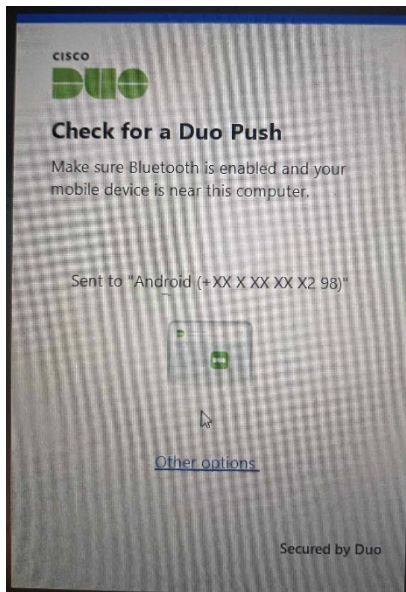 CISCO
DUO
Check for a Duo Push
Make sure Bluetooth is enabled and your
mobile device is near this computer.
Sent to "Android (+XX X XX XX X2 98)"
Other options
Secured by Duo